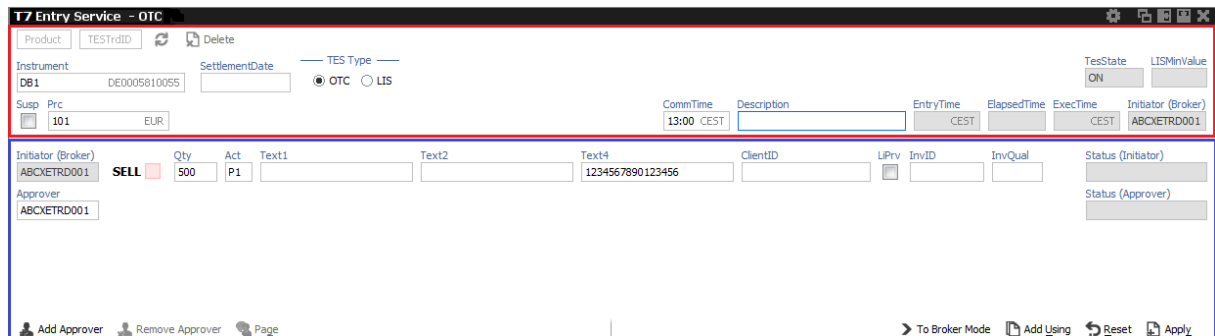 T7 Entry Service - OTC
Product TESTrdID Delete
Instrument SettlementDate TES Type TesState LISMinValue
DB1 DE0005810055 OTC LIS ON
Susp Prc CommTime Description EntryTime ElapsedTime ExecTime Initiator (Broker)
101 EUR 13:00 CEST CEST CEST ABCXETRD001
Initiator (Broker) Qty Act Text1 Text2 Text4 ClientID LiPrv InvID InvQual Status (Initiator)
ABCXETRD001 SELL 500 P1 1234567890123456
Approver Status (Approver)
ABCXETRD001
Add Approver Remove Approver Page To Broker Mode Add Using Reset Apply